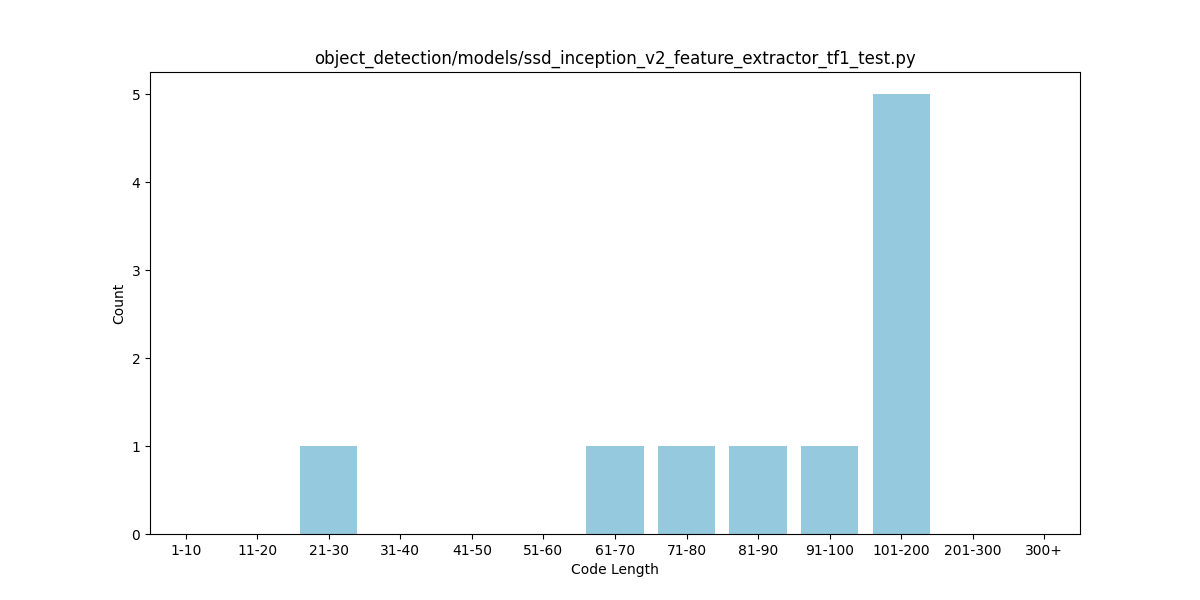 object_detection/models/ssd_inception_v2_feature_extractor_tf1_test.py
5
4
3
2
1
0
Count
1-10 11-20 21-30 31-40 41-50 51-60 61-70 71-80 81-90 91-100 101-200 201-300 300+
Code Length